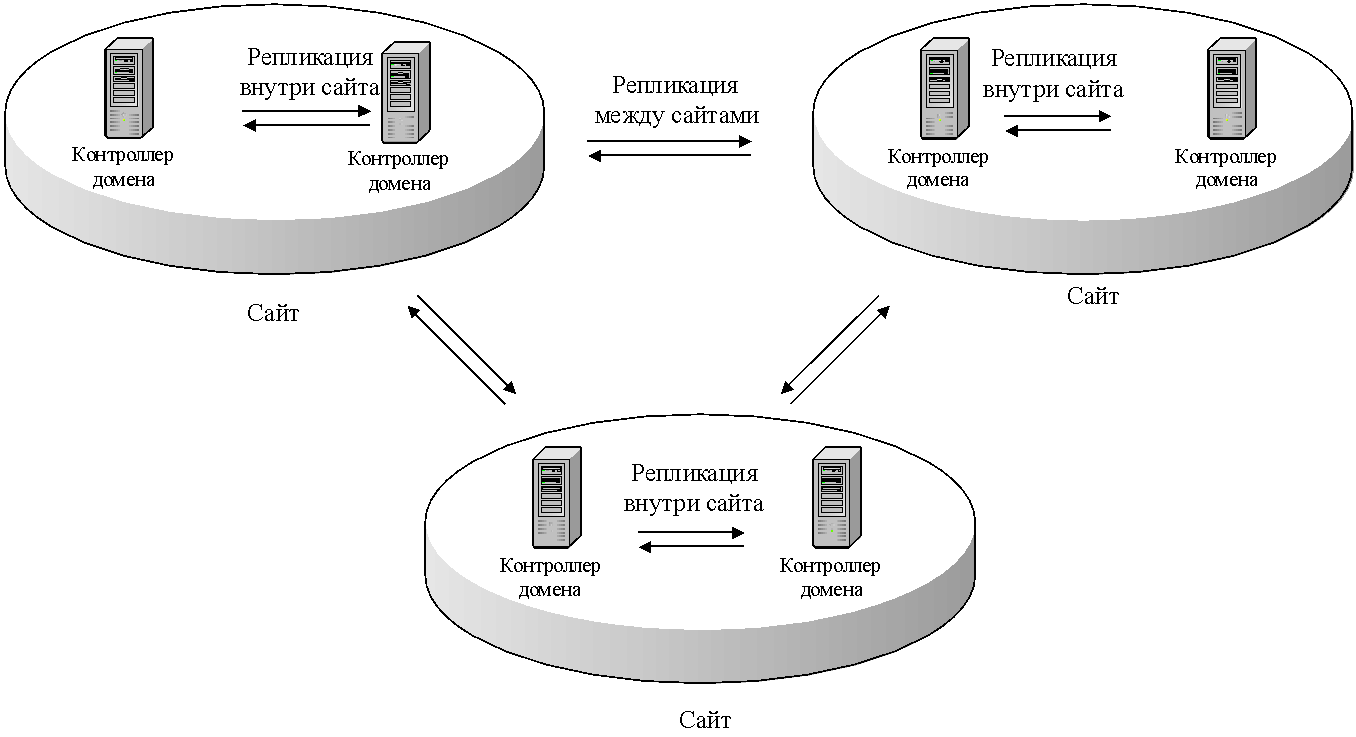 Репликация
внутри сайта
Контроллер
домена
Контроллер
домена
Сайт
Репликация
между сайтами
Репликация
внутри сайта
Контроллер
домена
Контроллер
домена
Сайт
Репликация
внутри сайта
Контроллер
домена
Контроллер
домена
Сайт